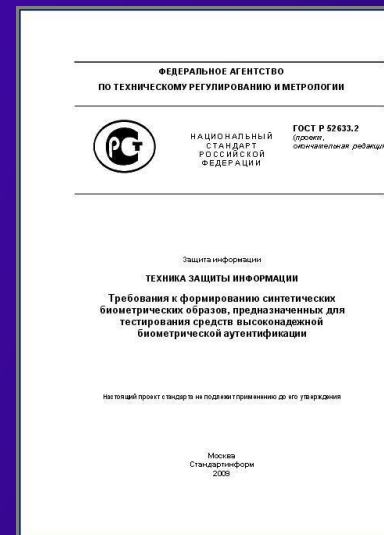 ФЕДЕРАЛЬНОЕ АГЕНТСТВО
ПО ТЕХНИЧЕСКОМУ РЕГУЛИРОВАНИЮ И МЕТРОЛОГИИ
РСТ
НАЦИОНАЛЬНЫЙ
СТАНДАРТ
РОССИЙСКОЙ
ФЕДЕРАЦИИ
ГОСТ Р 52633.2
(проект,
окончательная редакция
Защита информации
ТЕХНИКА ЗАЩИТЫ ИНФОРМАЦИИ
Требования к формированию синтетических
биометрических образов, предназначенных для
тестирования средств высоконадежной
биометрической аутентификации
Настоящий проект стандарта не подлежит применению до его утверждения
Москва
Стандартинформ
2009